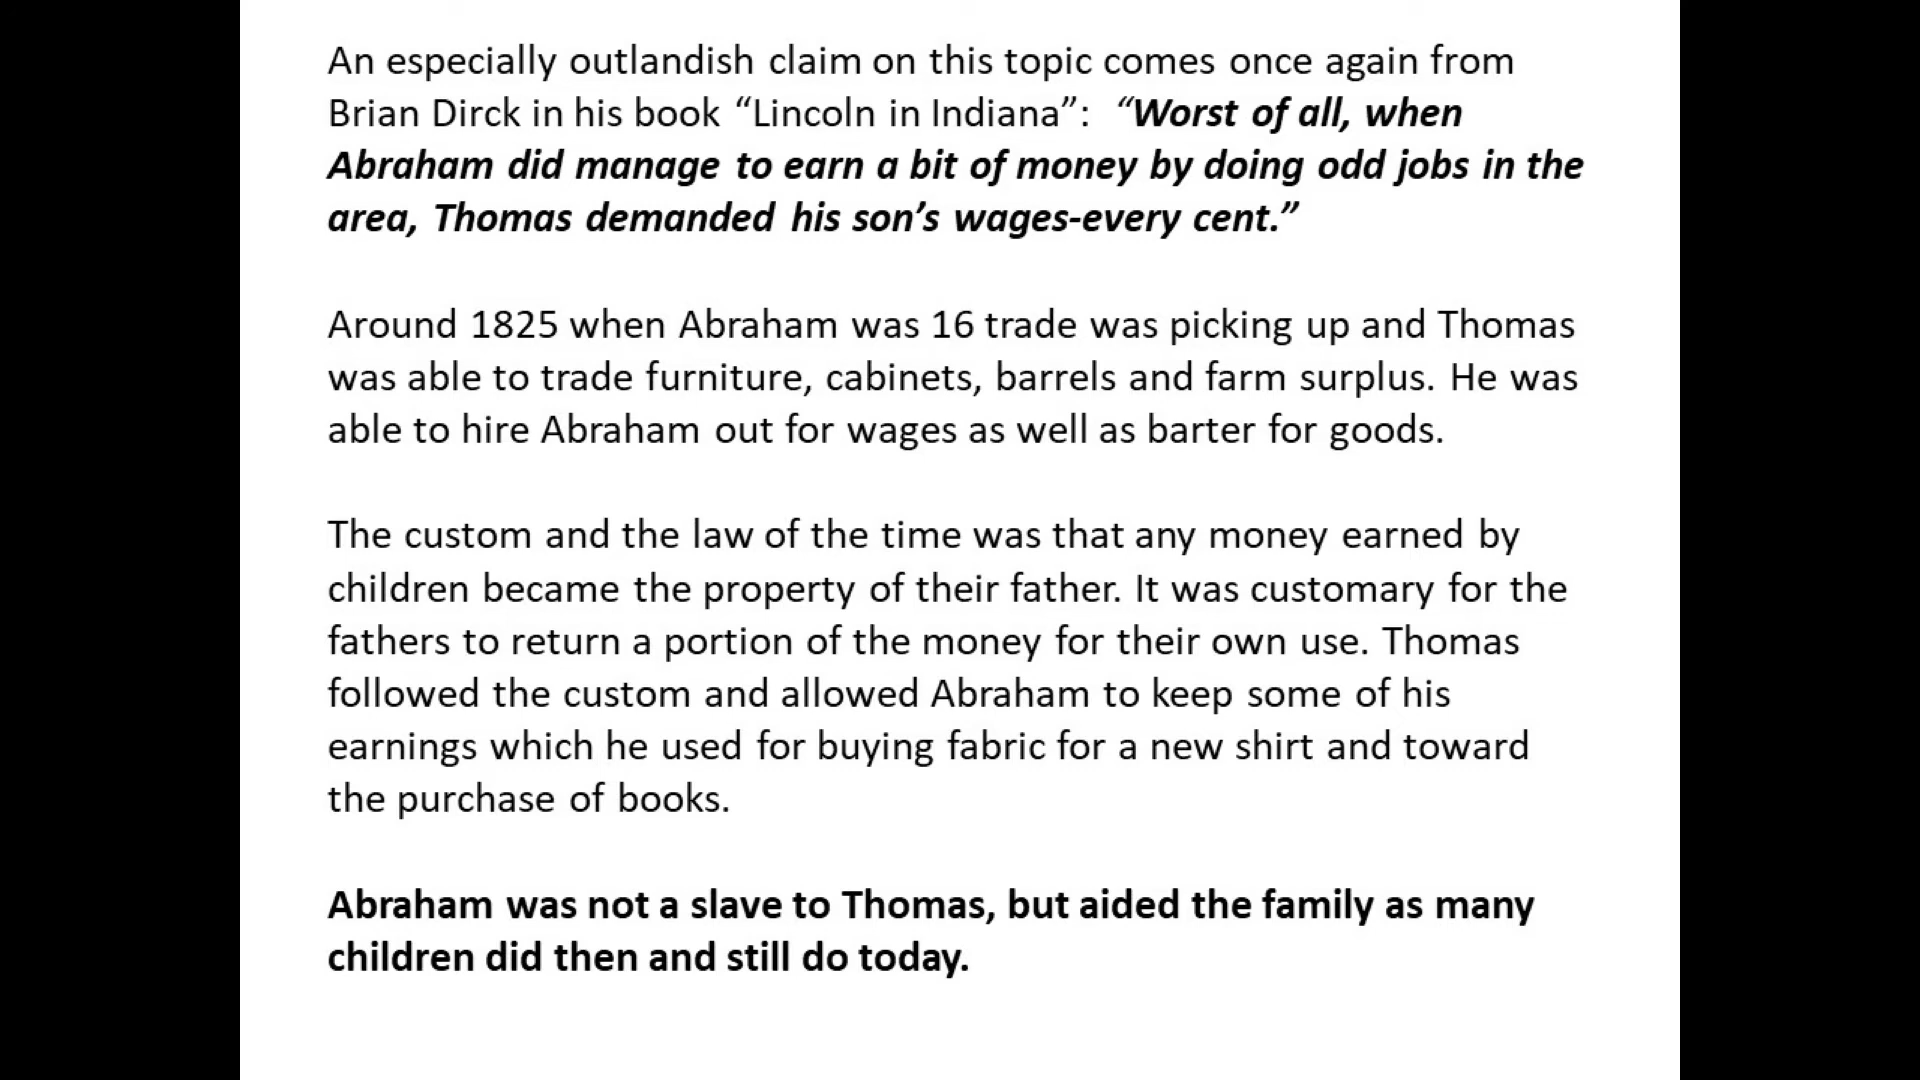 An especially outlandish claim on this topic comes once again from
Brian Dirck in his book “Lincoln in Indiana”:  “Worst of all, when
Abraham did manage to earn a bit of money by doing odd jobs in the
area, Thomas demanded his son’s wages-every cent.”
Around 1825 when Abraham was 16 trade was picking up and Thomas
was able to trade furniture, cabinets, barrels and farm surplus. He was
able to hire Abraham out for wages as well as barter for goods.
The custom and the law of the time was that any money earned by
children became the property of their father. It was customary for the
fathers to return a portion of the money for their own use. Thomas
followed the custom and allowed Abraham to keep some of his
earnings which he used for buying fabric for a new shirt and toward
the purchase of books.
Abraham was not a slave to Thomas, but aided the family as many
children did then and still do today.